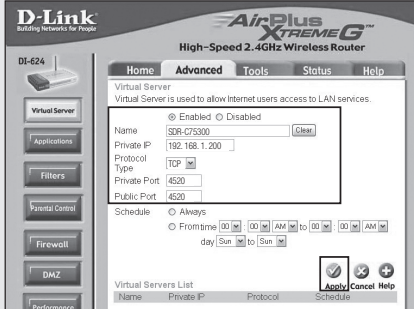 D-Link
Building Networks for People
AirPlus
XTREME G™
High-Speed 2.4GHz Wireless Router
DI-624
Home Advanced Tools Status Help
Virtual Server
Applications
Filters
Parental Control
Firewall
DMZ
Performance
Virtual Server
Virtual Server is used to allow Internet users access to LAN services.
Enabled Disabled
Name SDR-C75300 Clear
Private IP 192.168.1.200
Protocol Type TCP
Private Port 4520
Public Port 4520
Schedule Always
From time 00 : 00 AM to 00 : 00 AM
day Sun to Sun
Apply Cancel Help
Virtual Servers List
Name Private IP Protocol Schedule